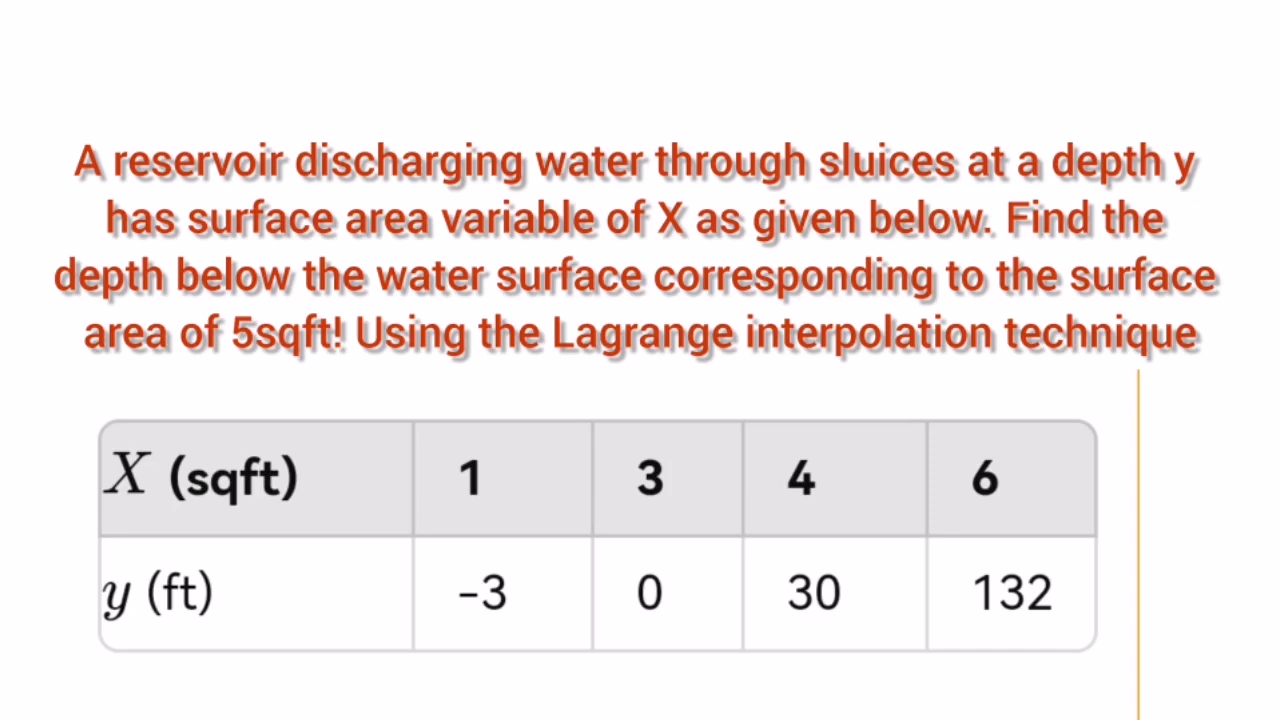 A reservoir discharging water through sluices at a depth y
has surface area variable of X as given below. Find the
depth below the water surface corresponding to the surface
area of 5sqft! Using the Lagrange interpolation technique
X (sqft) 1 3 4 6
y (ft) -3 0 30 132